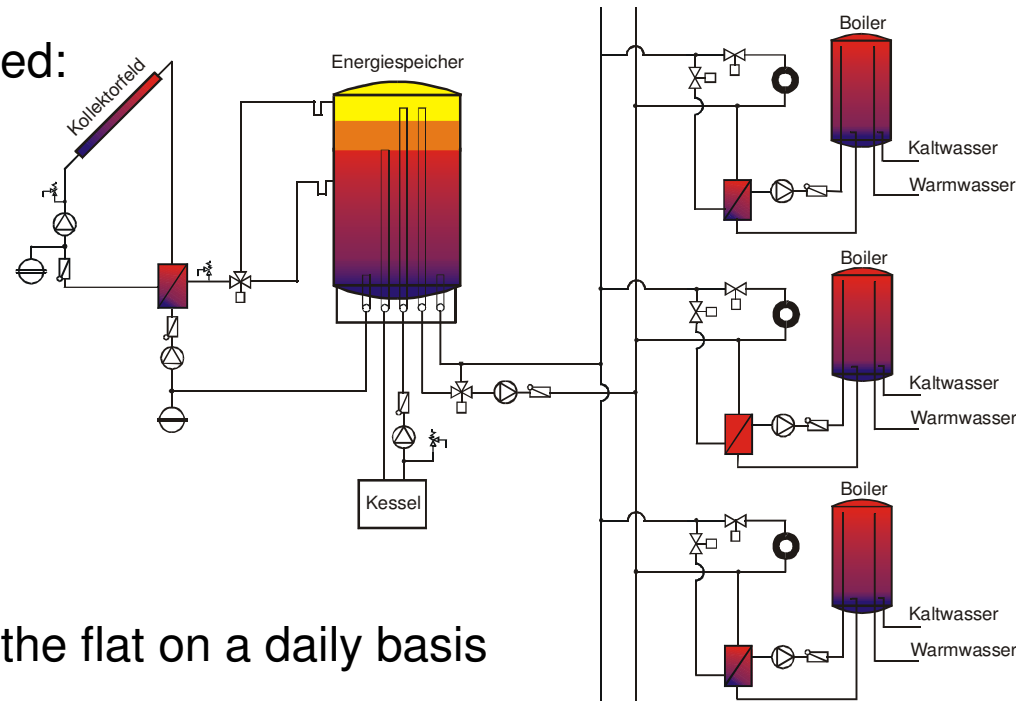 ed:
Kollektorfeld
Energiespeicher
Kessel
Boiler
Kaltwasser
Warmwasser
Boiler
Kaltwasser
Warmwasser
Boiler
Kaltwasser
Warmwasser
the flat on a daily basis